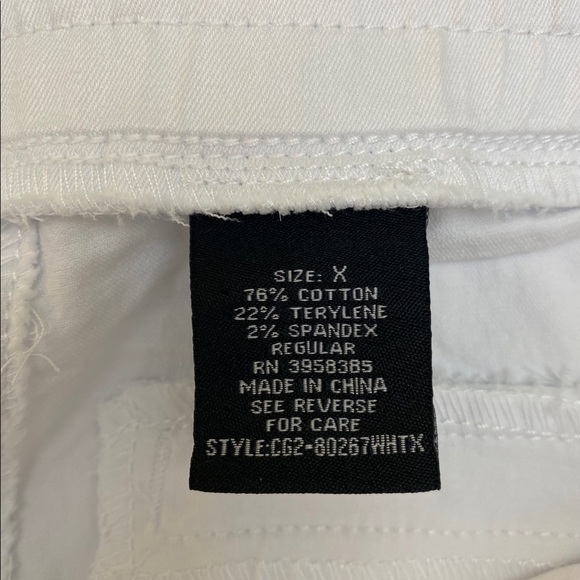 SIZE: X
76% COTTON
22% TERYLENE
2% SPANDEX
REGULAR
RN 3958385
MADE IN CHINA
SEE REVERSE
FOR CARE
STYLE:CG2-80267WHTX